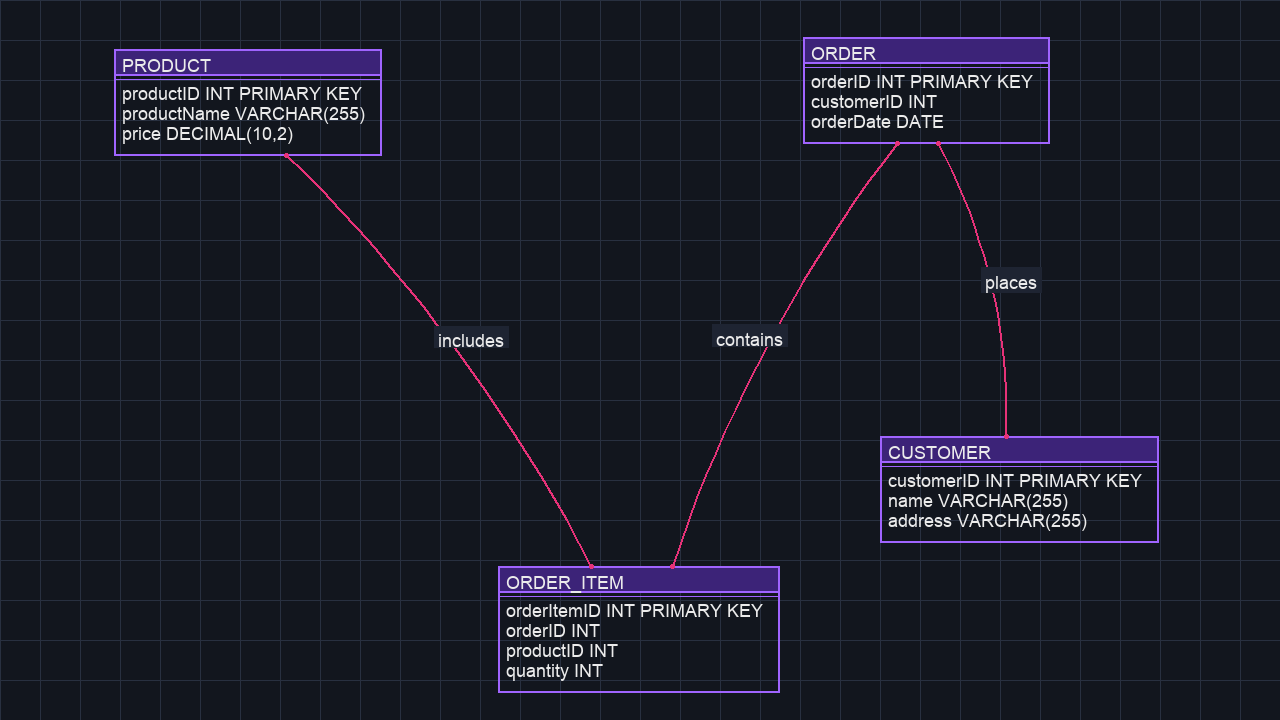 PRODUCT
productID INT PRIMARY KEY
productName VARCHAR(255)
price DECIMAL(10,2)
ORDER
orderID INT PRIMARY KEY
customerID INT
orderDate DATE
places
includes
contains
CUSTOMER
customerID INT PRIMARY KEY
name VARCHAR(255)
address VARCHAR(255)
ORDER_ITEM
orderItemID INT PRIMARY KEY
orderID INT
productID INT
quantity INT